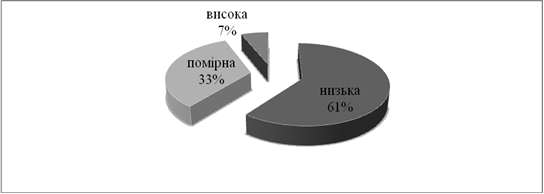 висока
7%
помірна
33%
низька
61%